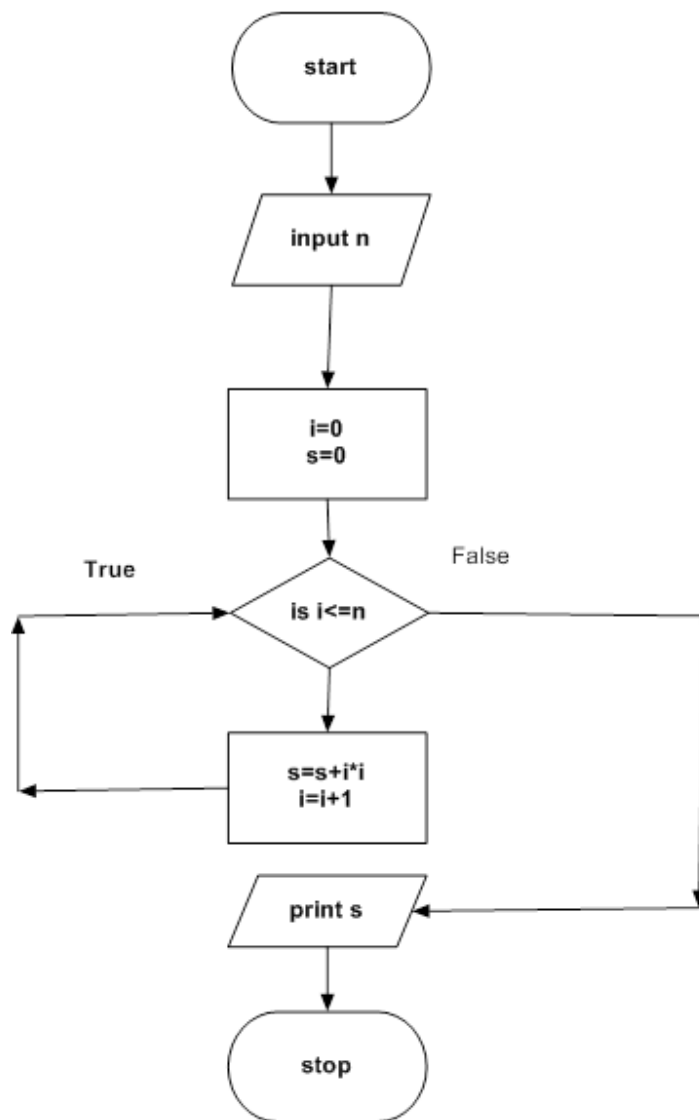 start
input n
i=0
s=0
True
False
is i<=n
s=s+i*i
i=i+1
print s
stop